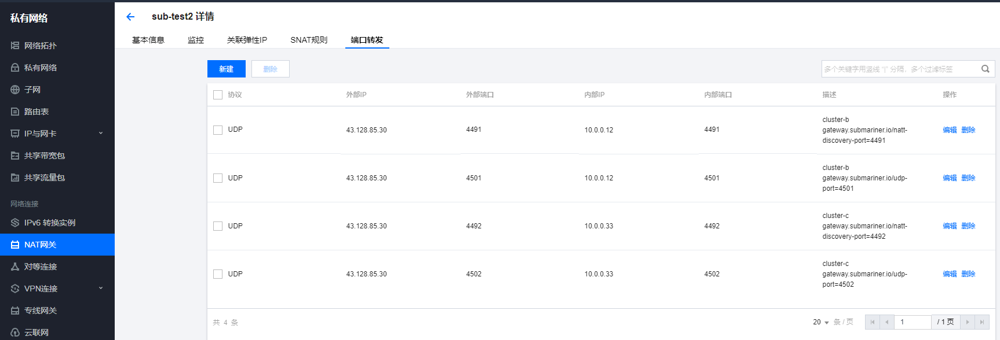 私有网络
网络拓扑
私有网络
子网
路由表
IP与网卡
共享带宽包
共享流量包
网络连接
IPv6 转换实例
NAT网关
对等连接
VPN连接
专线网关
云联网
sub-test2 详情
基本信息 监控 关联弹性IP SNAT规则 端口转发
新建 删除
多个关键字用竖线 "|" 分隔，多个过滤标签
协议 外部IP 外部端口 内部IP 内部端口 描述 操作
UDP 43.128.85.30 4491 10.0.0.12 4491 cluster-b
gateway.submariner.io/natt-
discovery-port=4491
编辑 删除
UDP 43.128.85.30 4501 10.0.0.12 4501 cluster-b
gateway.submariner.io/udp-
port=4501
编辑 删除
UDP 43.128.85.30 4492 10.0.0.33 4492 cluster-c
gateway.submariner.io/natt-
discovery-port=4492
编辑 删除
UDP 43.128.85.30 4502 10.0.0.33 4502 cluster-c
gateway.submariner.io/udp-
port=4502
编辑 删除
共 4 条 20 条 / 页 1 / 1 页